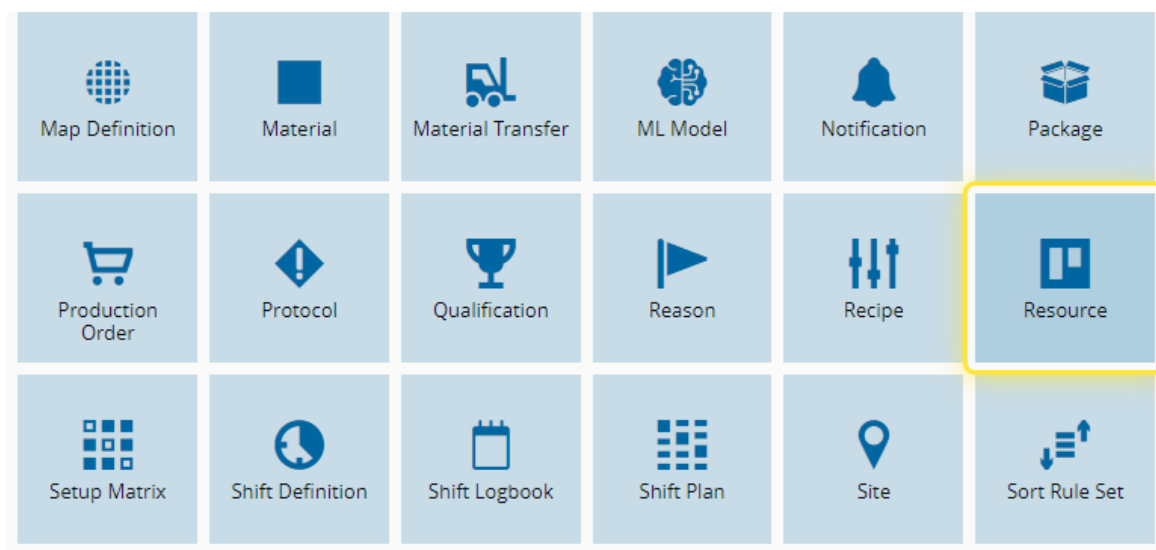 Map Definition
Material
Material Transfer
ML Model
Notification
Package
Production
Order
Protocol
Qualification
Reason
Recipe
Resource
Setup Matrix
Shift Definition
Shift Logbook
Shift Plan
Site
Sort Rule Set